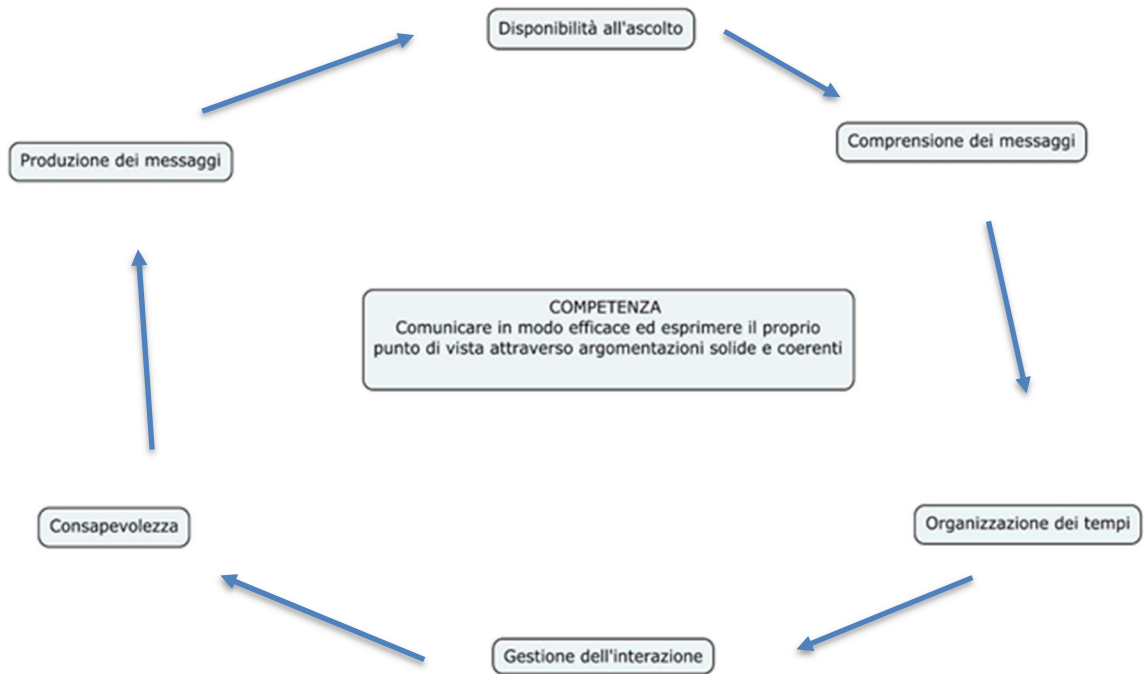 Disponibilità all'ascolto
Comprensione dei messaggi
Produzione dei messaggi
COMPETENZA
Comunicare in modo efficace ed esprimere il proprio
punto di vista attraverso argomentazioni solide e coerenti
Consapevolezza
Organizzazione dei tempi
Gestione dell'interazione